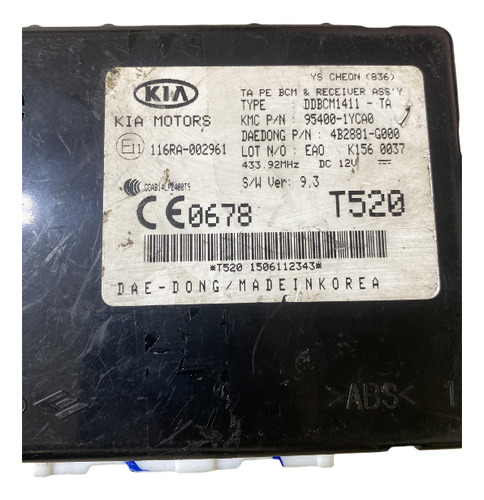 YS CHEON (836)
KIA
TA PE BCM & RECEIVER ASS'Y
TYPE : DDBCM1411 - TA
KIA MOTORS
KMC P/N : 95400-1YCA0
DAEDONG P/N : 4B2881-G000
E11 116RA-002961
LOT N/O : EAO K156 0037
433.92MHz DC 12V
S/W Ver: 9.3
CE0678
T520
*T520 1506112343*
DAE-DONG/MADEINKOREA
>ABS< 1